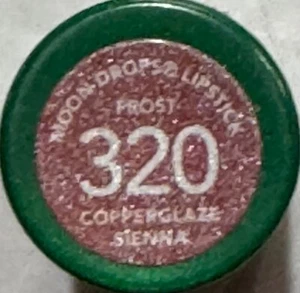 MOON·DROPS® LIPSTICK
FROST
320
COPPERGLAZE
SIENNA